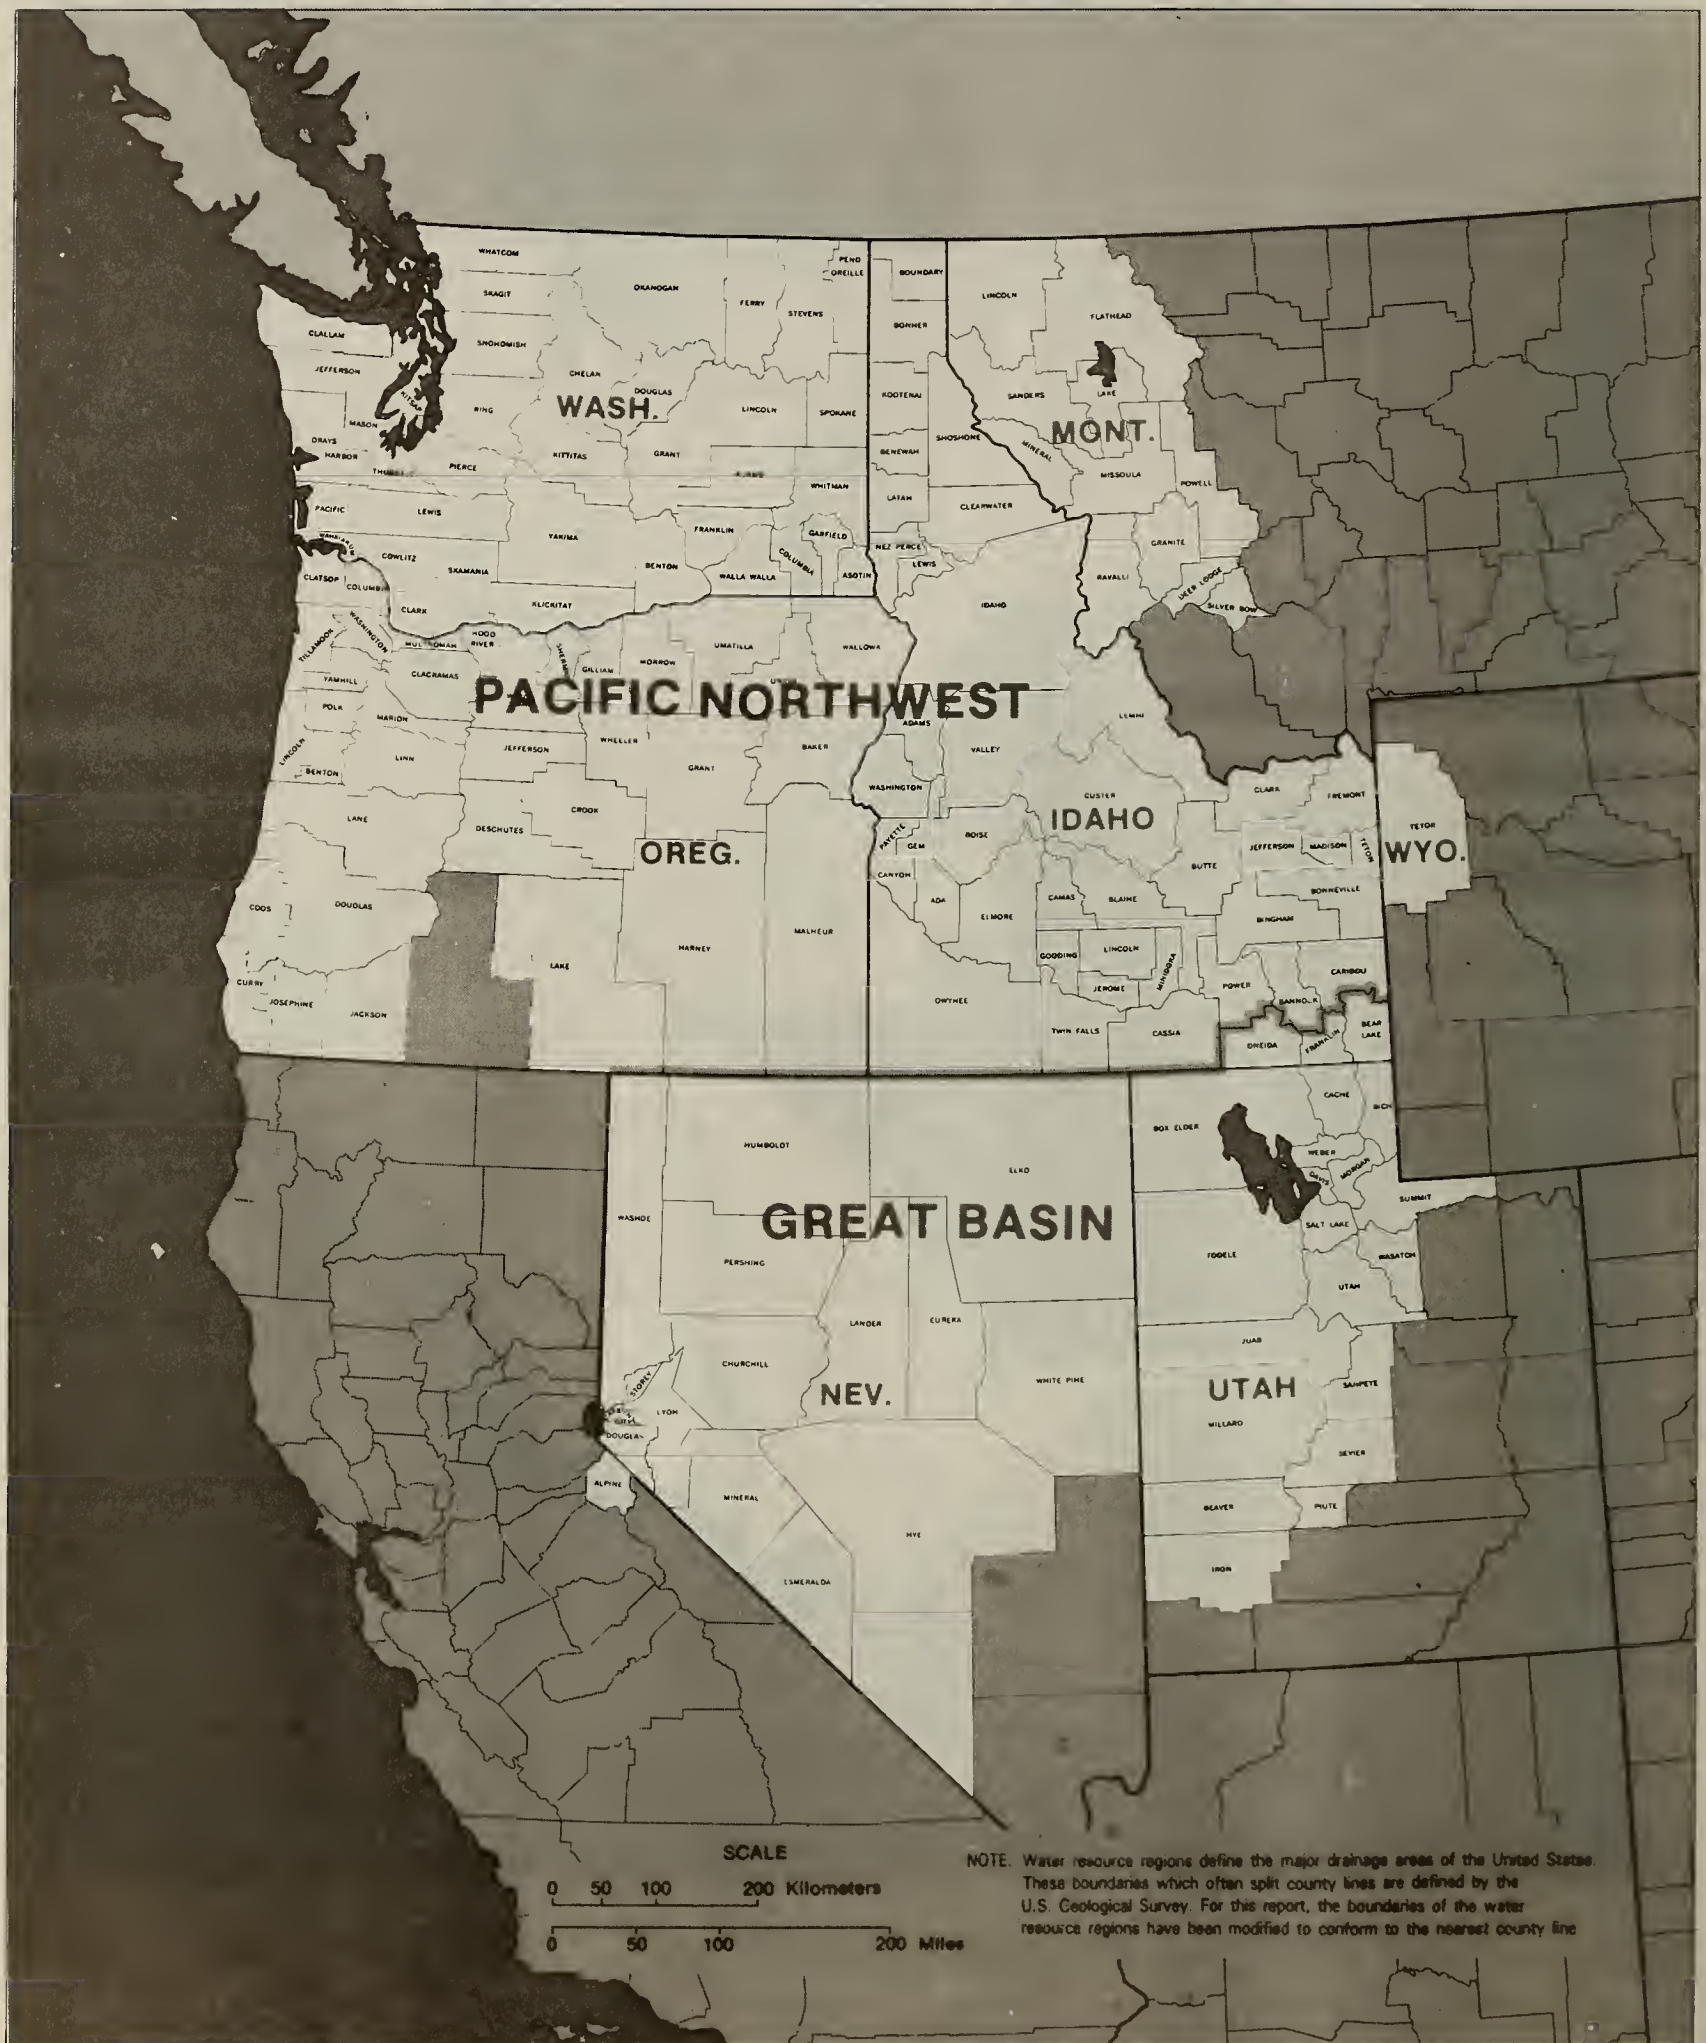 WHATCOM
SKAGIT
SNOHOMISH
OKANOGAN
FERRY
STEVENS
PEND
OREILLE
BOUNDARY
LINCOLN
FLATHEAD
BONNER
CLALLAM
JEFFERSON
KITSAP
KING
CHELAN
DOUGLAS
WASH.
LINCOLN
SPOKANE
KOOTENAI
SHOSHONE
SANDERS
LAKE
MONT.
MASON
GRAYS
HARBOR
PIERCE
KITTITAS
GRANT
BENEWAH
MINERAL
MISSOULA
POWELL
WHITMAN
LATAH
CLEARWATER
PACIFIC
LEWIS
YAKIMA
FRANKLIN
GARFIELD
COLUMBIA
NEZ PERCE
LEWIS
GRANITE
WAHKIAKUM
COWLITZ
SKAMANIA
BENTON
WALLA WALLA
ASOTIN
RAVALLI
DEER LODGE
SILVER BOW
CLATSOP
COLUMBIA
CLARK
KLICKITAT
IDAHO
TILLAMOOK
WASHINGTON
MULTNOMAH
HOOD
RIVER
SHERMAN
GILLIAM
MORROW
UMATILLA
WALLOWA
YAMHILL
CLACKAMAS
PACIFIC NORTHWEST
POLK
MARION
ADAMS
LEMHI
LINCOLN
BENTON
LINN
JEFFERSON
WHEELER
GRANT
BAKER
VALLEY
WASHINGTON
CUSTER
IDAHO
CLARK
FREMONT
LANE
DESCHUTES
CROOK
OREG.
PAYETTE
GEM
BOISE
BUTTE
JEFFERSON
MADISON
TETON
TETON
WYO.
CANYON
ADA
ELMORE
CAMAS
BLAINE
BONNEVILLE
BINGHAM
COOS
DOUGLAS
LAKE
HARNEY
MALHEUR
GOODING
LINCOLN
JEROME
MINIDOKA
POWER
BANNOCK
CARIBOU
CURRY
JOSEPHINE
JACKSON
OWYHEE
TWIN FALLS
CASSIA
ONEIDA
FRANKLIN
BEAR
LAKE
HUMBOLDT
ELKO
BOX ELDER
CACHE
RICH
WEBER
DAVIS
MORGAN
SUMMIT
WASHOE
GREAT BASIN
SALT LAKE
PERSHING
TOOELE
WASATCH
UTAH
LANDER
EUREKA
JUAB
CHURCHILL
STOREY
LYON
DOUGLAS
NEV.
WHITE PINE
UTAH
SANPETE
MILLARD
SEVIER
ALPINE
MINERAL
NYE
ESMERALDA
BEAVER
PIUTE
IRON
SCALE
0 50 100 200 Kilometers
0 50 100 200 Miles
NOTE. Water resource regions define the major drainage areas of the United States.
These boundaries which often split county lines are defined by the
U.S. Geological Survey. For this report, the boundaries of the water
resource regions have been modified to conform to the nearest county line